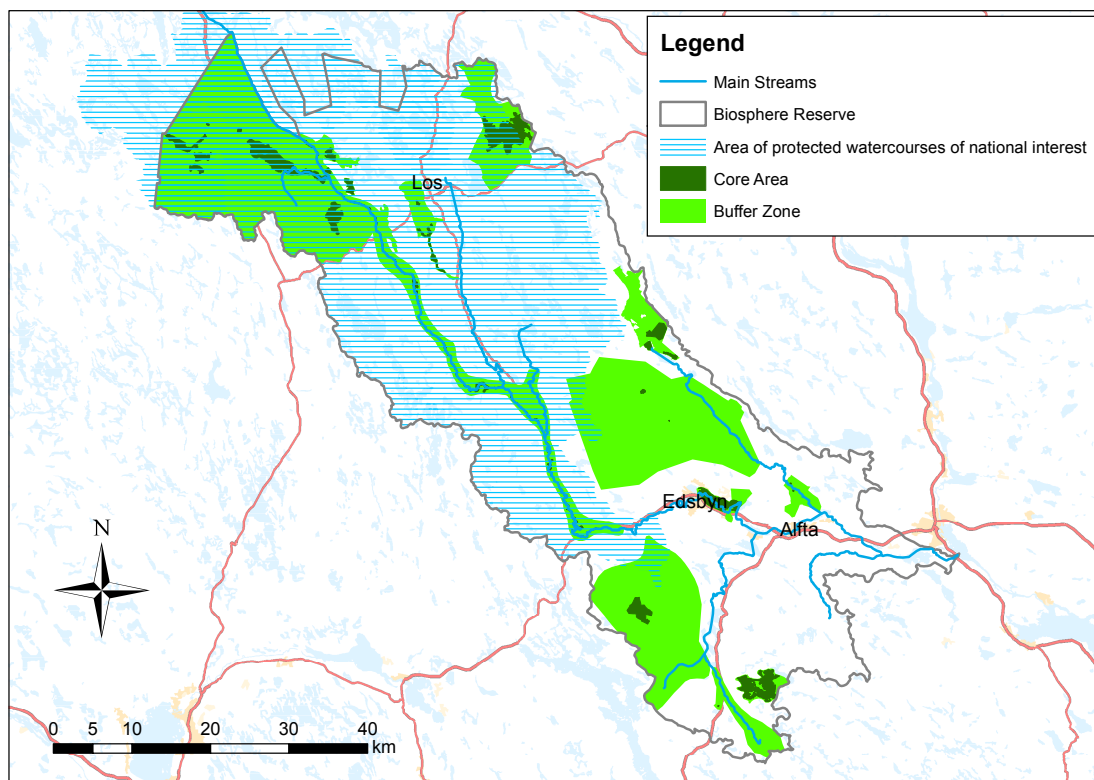 Legend
Main Streams
Biosphere Reserve
Area of protected watercourses of national interest
Core Area
Buffer Zone
Los
Edsbyn
Alfta
N
0 5 10 20 30 40
km